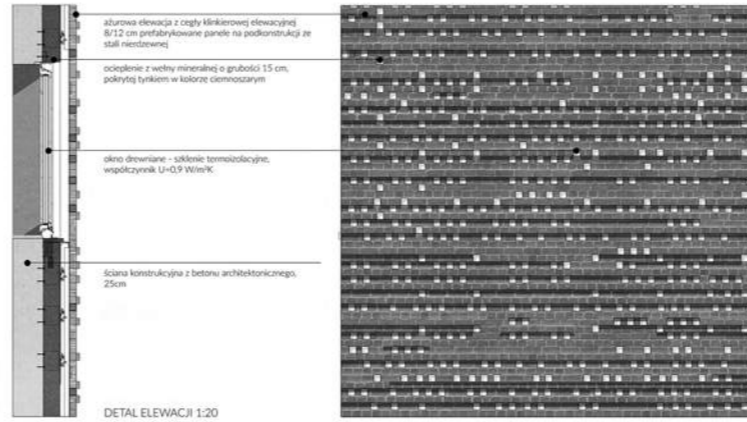 ażurowa elewacja z cegły klinkierowej elewacyjnej
8/12 cm prefabrykowane panele na podkonstrukcji ze
stali nierdzewnej
ocieplenie z wełny mineralnej o grubości 15 cm,
pokrytej tynkiem w kolorze ciemnoszarym
okno drewniane - szklenie termoizolacyjne,
współczynnik U=0,9 W/m²K
ściana konstrukcyjna z betonu architektonicznego,
25cm
DETAL ELEWACJI 1:20